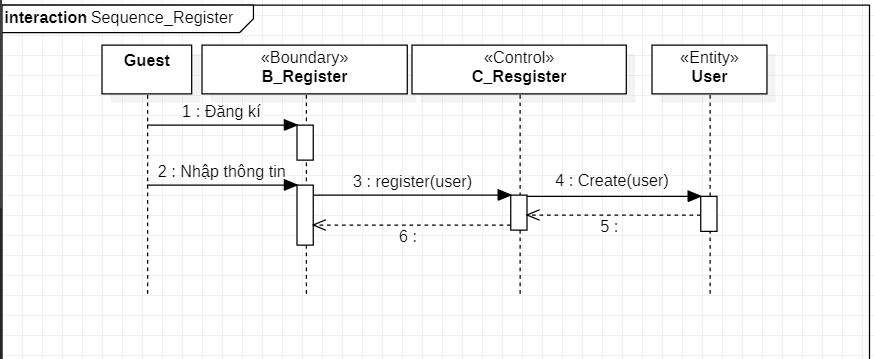 interaction Sequence_Register
Guest
«Boundary»
B_Register
«Control»
C_Resgister
«Entity»
User
1 : Đăng kí
2 : Nhập thông tin
3 : register(user)
4 : Create(user)
5 :
6 :